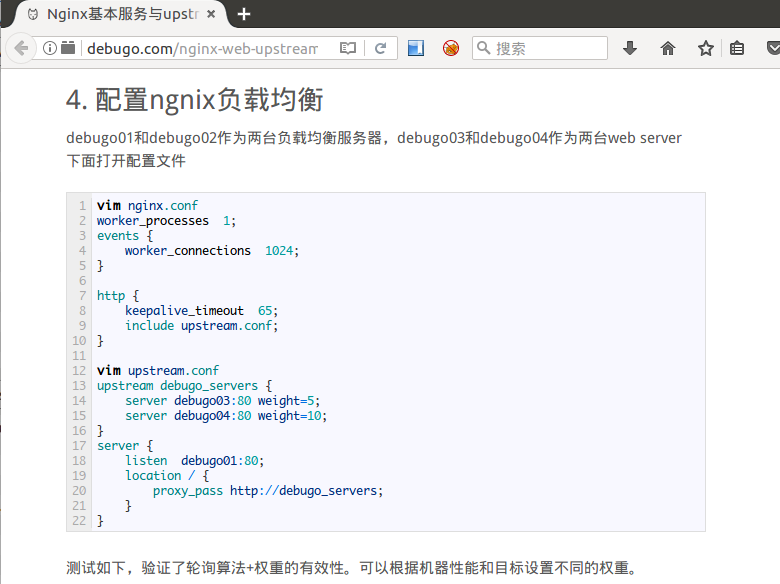 Nginx基本服务与upst
debugo.com/nginx-web-upstream
搜索
4. 配置ngnix负载均衡
debugo01和debugo02作为两台负载均衡服务器，debugo03和debugo04作为两台web server
下面打开配置文件
1 vim nginx.conf
2 worker_processes  1;
3 events {
4     worker_connections  1024;
5 }
6
7 http {
8     keepalive_timeout  65;
9     include upstream.conf;
10 }
11
12 vim upstream.conf
13 upstream debugo_servers {
14     server debugo03:80 weight=5;
15     server debugo04:80 weight=10;
16 }
17 server {
18     listen  debugo01:80;
19     location / {
20         proxy_pass http://debugo_servers;
21     }
22 }
测试如下，验证了轮询算法+权重的有效性。可以根据机器性能和目标设置不同的权重。